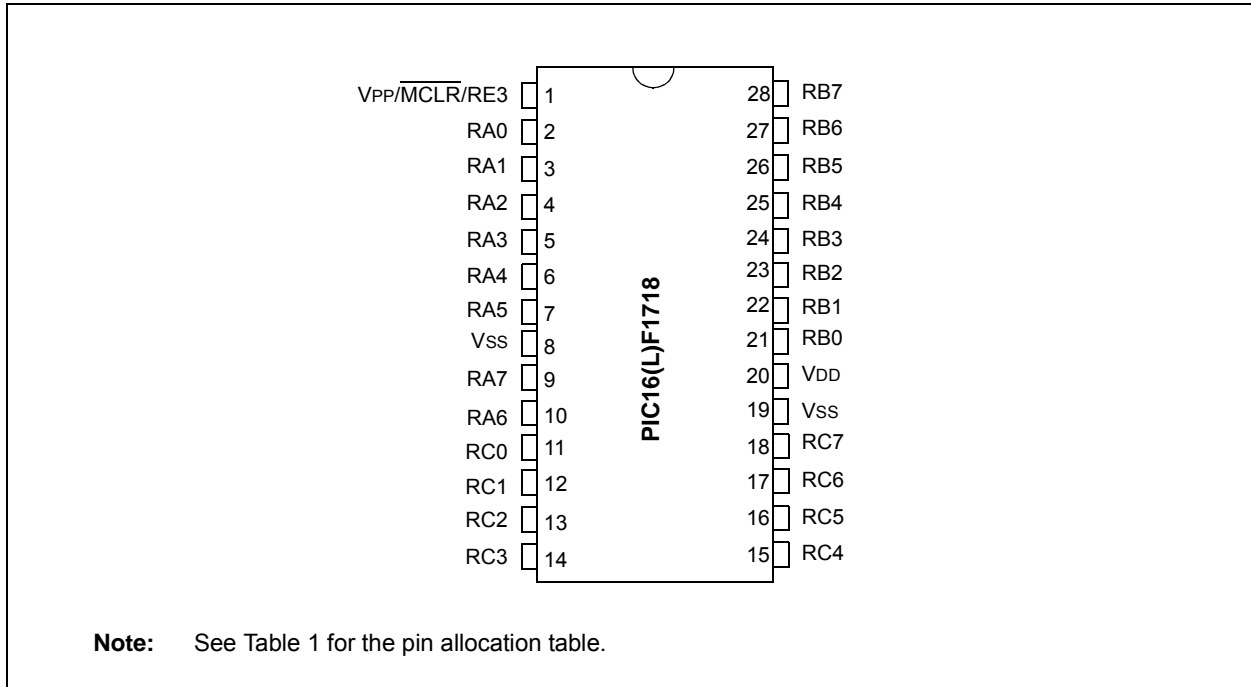 VPP/MCLR/RE3 1 28 RB7
RA0 2 27 RB6
RA1 3 26 RB5
RA2 4 25 RB4
RA3 5 24 RB3
RA4 6 23 RB2
RA5 7 22 RB1
VSS 8 21 RB0
RA7 9 20 VDD
RA6 10 19 VSS
RC0 11 18 RC7
RC1 12 17 RC6
RC2 13 16 RC5
RC3 14 15 RC4
PIC16(L)F1718
Note: See Table 1 for the pin allocation table.